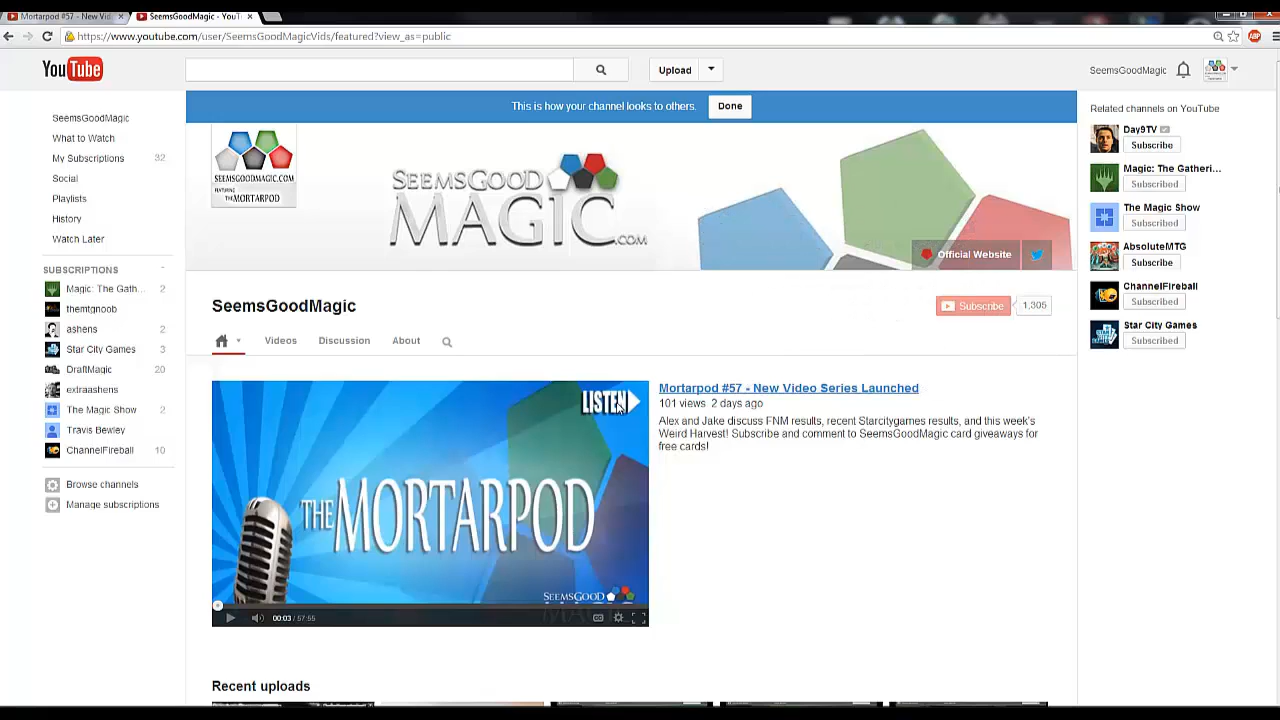 Mortarpod #57 - New Vid
SeemsGoodMagic - YouT
https://www.youtube.com/user/SeemsGoodMagicVids/featured?view_as=public
ABP
YouTube
Upload
SeemsGoodMagic
This is how your channel looks to others.
Done
SeemsGoodMagic
What to Watch
My Subscriptions 32
Social
Playlists
History
Watch Later
SUBSCRIPTIONS
Magic: The Gath... 2
themtgnoob
ashens 2
Star City Games 3
DraftMagic 20
extraashens
The Magic Show 2
Travis Bewley
ChannelFireball 10
Browse channels
Manage subscriptions
SEEMSGOODMAGIC.COM
FEATURING
THE MORTARPOD
SEEMSGOOD
MAGIC.COM
Official Website
SeemsGoodMagic
Subscribe 1,305
Videos Discussion About
LISTEN
THE MORTARPOD
SEEMSGOOD
MAGIC
00:03 / 57:55
Mortarpod #57 - New Video Series Launched
101 views 2 days ago
Alex and Jake discuss FNM results, recent Starcitygames results, and this week's
Weird Harvest! Subscribe and comment to SeemsGoodMagic card giveaways for
free cards!
Recent uploads
Related channels on YouTube
Day9TV
Subscribe
Magic: The Gatheri...
Subscribed
The Magic Show
Subscribed
AbsoluteMTG
Subscribe
ChannelFireball
Subscribed
Star City Games
Subscribed